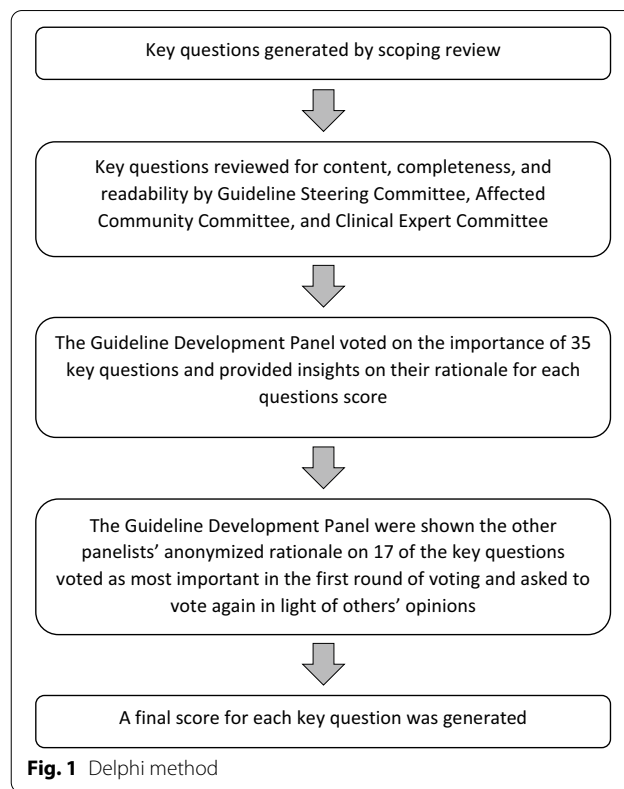 Key questions generated by scoping review
Key questions reviewed for content, completeness, and
readability by Guideline Steering Committee, Affected
Community Committee, and Clinical Expert Committee
The Guideline Development Panel voted on the importance of 35
key questions and provided insights on their rationale for each
questions score
The Guideline Development Panel were shown the other
panelists’ anonymized rationale on 17 of the key questions
voted as most important in the first round of voting and asked to
vote again in light of others’ opinions
A final score for each key question was generated
Fig. 1 Delphi method